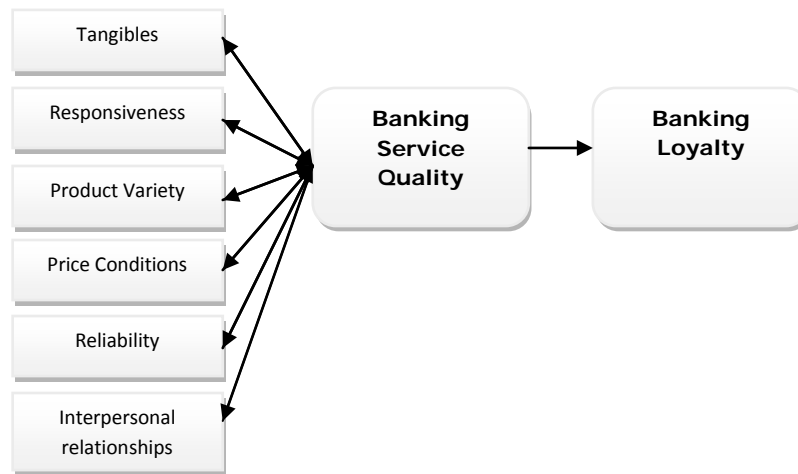 Tangibles
Responsiveness
Product Variety
Price Conditions
Reliability
Interpersonal
relationships
Banking
Service
Quality
Banking
Loyalty